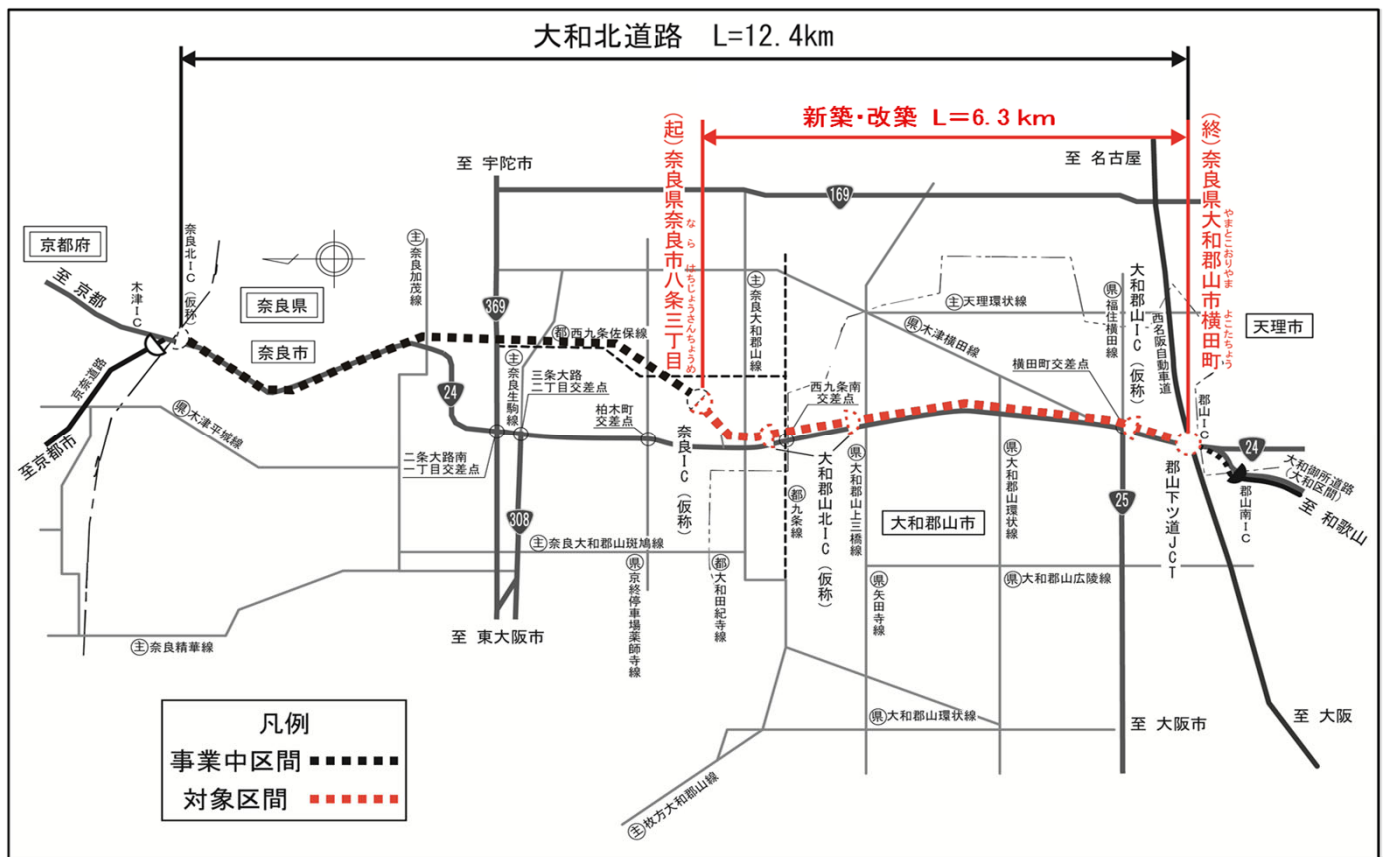 大和北道路 L=12.4km
新築・改築 L=6.3km
(起)奈良県奈良市八条三丁目
なら はちじょうさんちょうめ
(終)奈良県大和郡山市横田町
やまとこおりやま よこたちょう
至 宇陀市
至 名古屋
169
京都府
至 京都
木津IC
奈良北IC(仮称)
奈良県
奈良市
主奈良加茂線
369
都西九条佐保線
主奈良大和郡山線
主天理環状線
県木津横田線
県福住横田線
大和郡山IC(仮称)
西名阪自動車道
天理市
京奈道路
至京都市
県木津平城線
24
主奈良生駒線
三条大路
二丁目交差点
柏木町
交差点
二条大路南
一丁目交差点
奈良IC(仮称)
西九条南
交差点
横田町交差点
郡山IC
24
大和御所道路
(大和区間)
至 和歌山
郡山南IC
郡山下ツ道JCT
308
主奈良大和郡山斑鳩線
県京終停車場薬師寺線
都大和田紀寺線
都九条線
大和郡山北IC(仮称)
県大和郡山上三橋線
県大和郡山環状線
大和郡山市
25
県矢田寺線
県大和郡山広陵線
至 東大阪市
主奈良精華線
県大和郡山環状線
至 大阪市
至 大阪
主枚方大和郡山線
凡例
事業中区間
対象区間